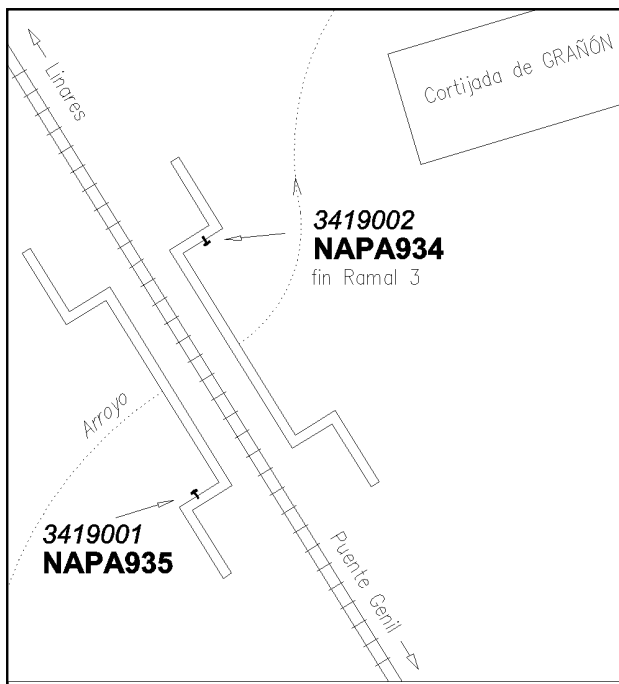 Linares
Cortijada de GRAÑÓN
3419002
NAPA934
fin Ramal 3
Arroyo
3419001
NAPA935
Puente Genil